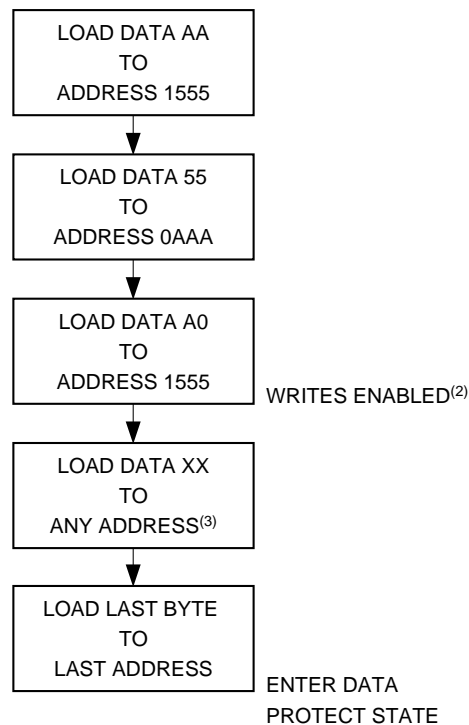 LOAD DATA AA
TO
ADDRESS 1555
LOAD DATA 55
TO
ADDRESS 0AAA
LOAD DATA A0
TO
ADDRESS 1555
WRITES ENABLED(2)
LOAD DATA XX
TO
ANY ADDRESS(3)
LOAD LAST BYTE
TO
LAST ADDRESS
ENTER DATA
PROTECT STATE